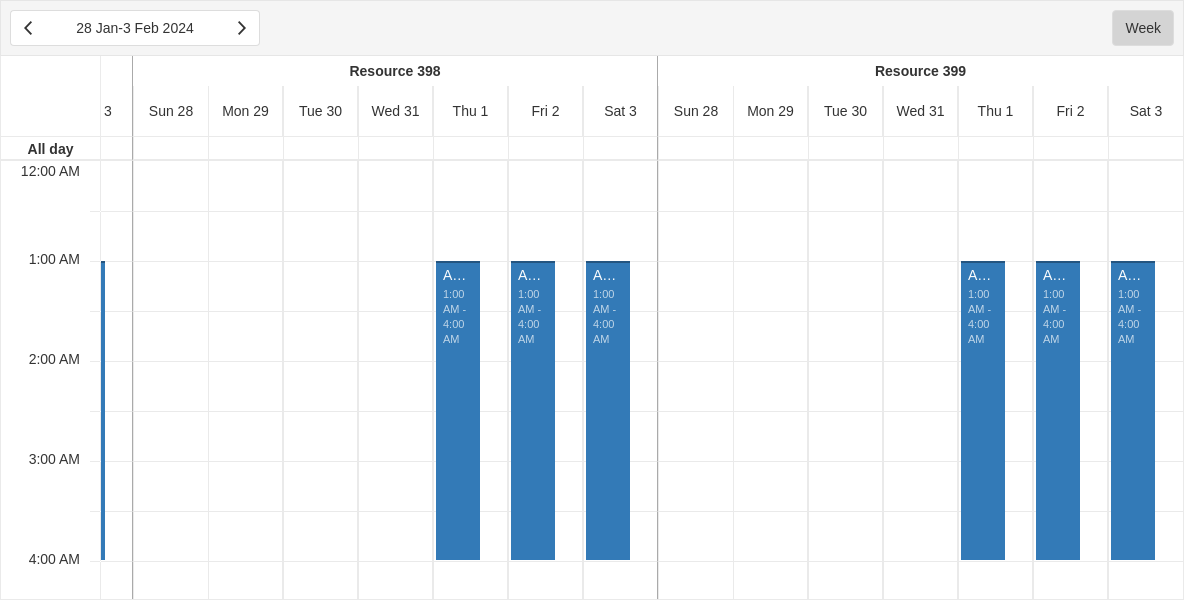 28 Jan-3 Feb 2024
Week
Resource 398
Resource 399
3
Sun 28
Mon 29
Tue 30
Wed 31
Thu 1
Fri 2
Sat 3
Sun 28
Mon 29
Tue 30
Wed 31
Thu 1
Fri 2
Sat 3
All day
12:00 AM
1:00 AM
2:00 AM
3:00 AM
4:00 AM
A…
1:00
AM -
4:00
AM
A…
1:00
AM -
4:00
AM
A…
1:00
AM -
4:00
AM
A…
1:00
AM -
4:00
AM
A…
1:00
AM -
4:00
AM
A…
1:00
AM -
4:00
AM